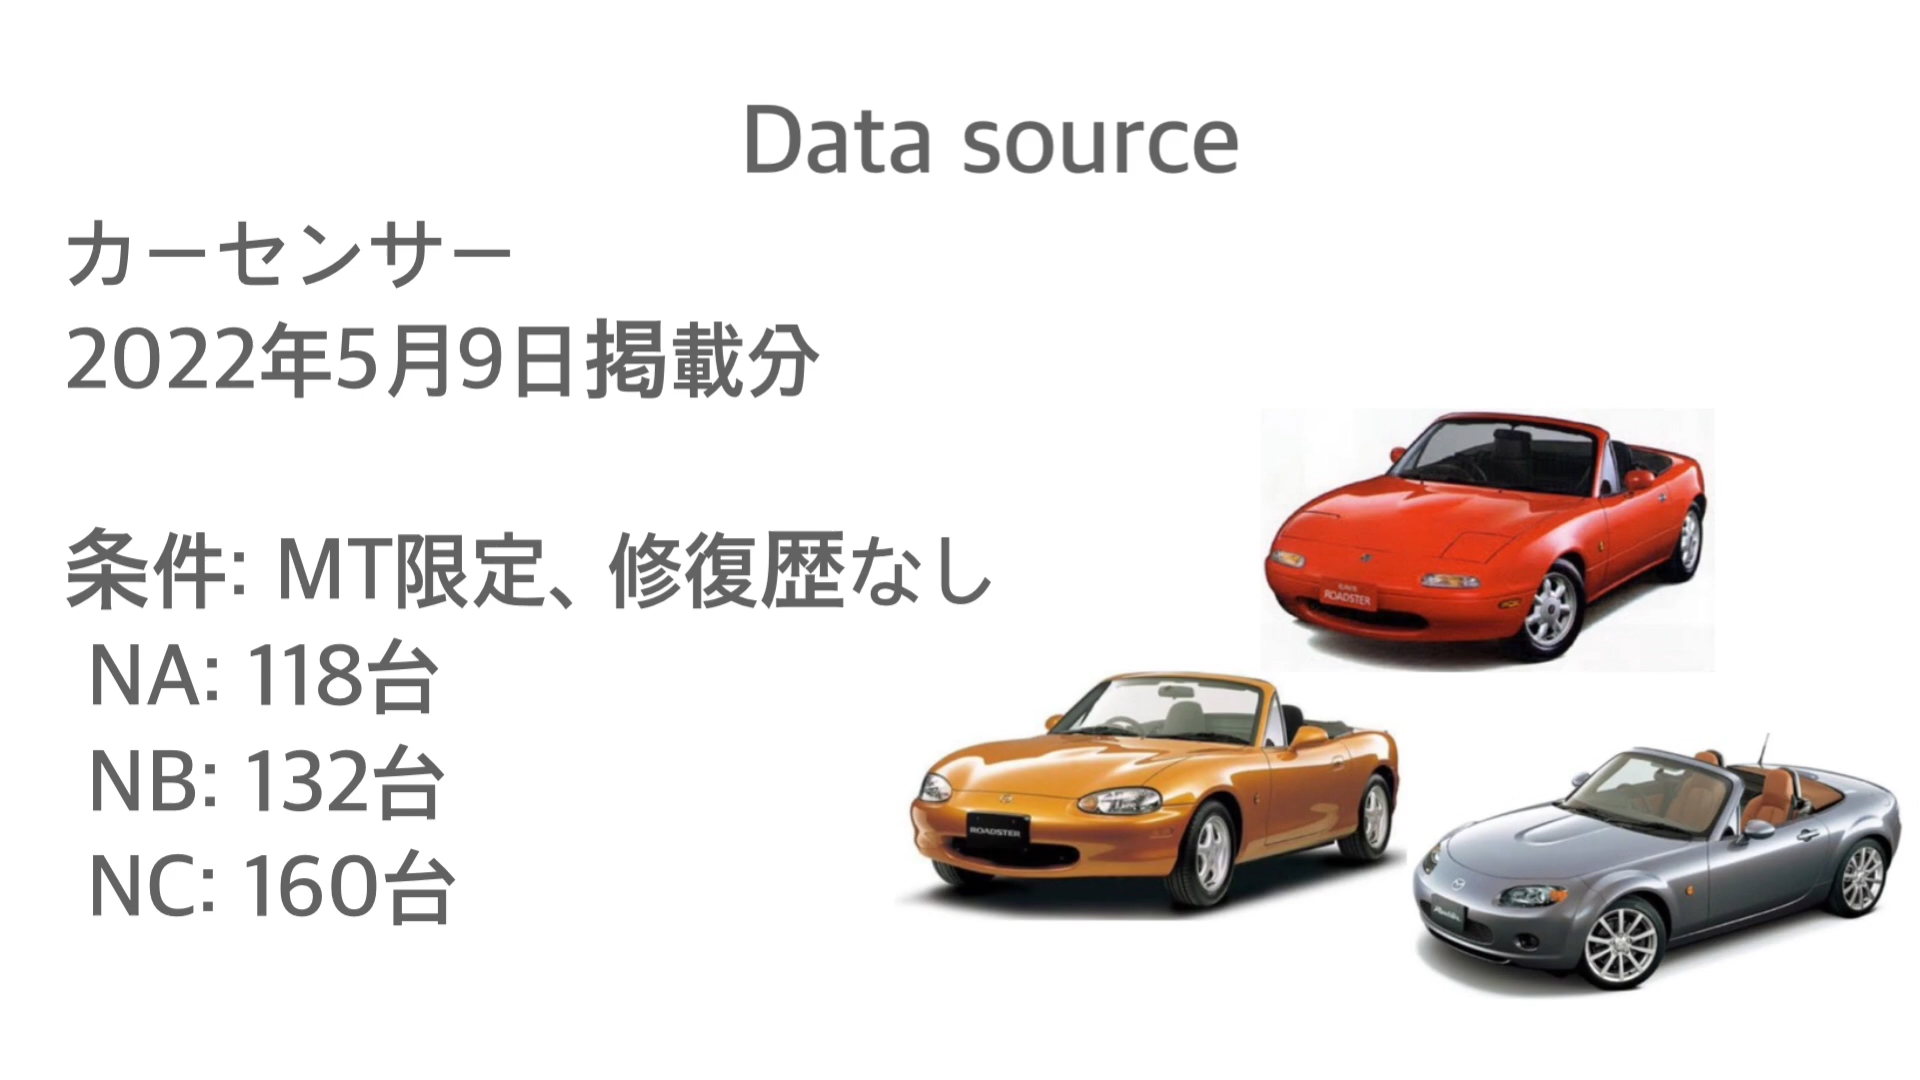 Data source
カーセンサー
2022年5月9日掲載分
条件: MT限定、修復歴なし
NA: 118台
NB: 132台
NC: 160台
ROADSTER
ROADSTER